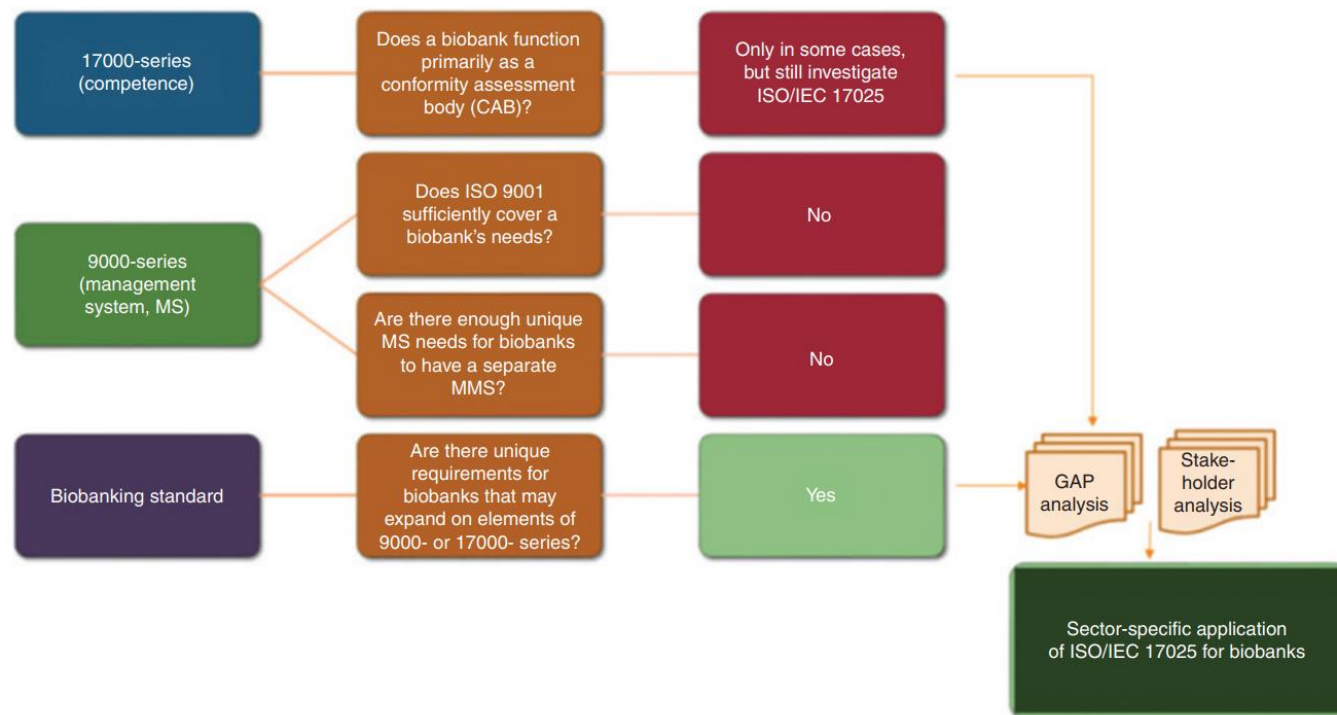 17000-series
(competence)
Does a biobank function
primarily as a
conformity assessment
body (CAB)?
Only in some cases,
but still investigate
ISO/IEC 17025
9000-series
(management
system, MS)
Does ISO 9001
sufficiently cover a
biobank’s needs?
No
Are there enough unique
MS needs for biobanks
to have a separate
MMS?
No
Biobanking standard
Are there unique
requirements for
biobanks that may
expand on elements of
9000- or 17000- series?
Yes
GAP
analysis
Stake-
holder
analysis
Sector-specific application
of ISO/IEC 17025 for biobanks